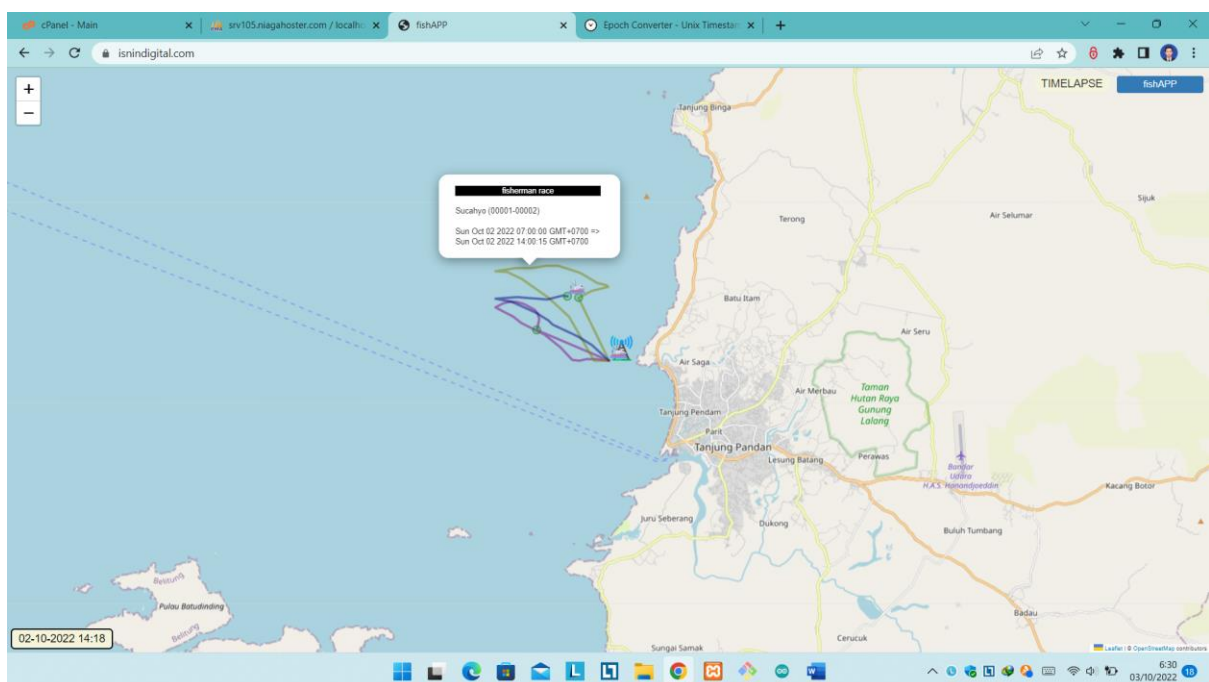 cPanel - Main
srv105.niagahoster.com / localho
fishAPP
Epoch Converter - Unix Timestam
isnindigital.com
+
−
TIMELAPSE
fishAPP
Tanjung Binga
fisherman race
Sucahyo (00001-00002)
Sun Oct 02 2022 07:00:00 GMT+0700 =>
Sun Oct 02 2022 14:00:15 GMT+0700
Sijuk
Air Selumar
Terong
Batu Itam
Air Seru
A
Air Saga
Air Merbau
Taman
Hutan Raya
Gunung
Lalang
Tanjung Pendam
Parit
Tanjung Pandan
Lesung Batang
Perawas
Bandar
Udara
H.A.S. Hanandjoeddin
Kacang Botor
Juru Seberang
Dukong
Buluh Tumbang
Belitung
Pulau Batudinding
Belitung
Badau
02-10-2022 14:18
Cerucuk
Sungai Samak
Leaflet | © OpenStreetMap contributors
6:30
03/10/2022
18